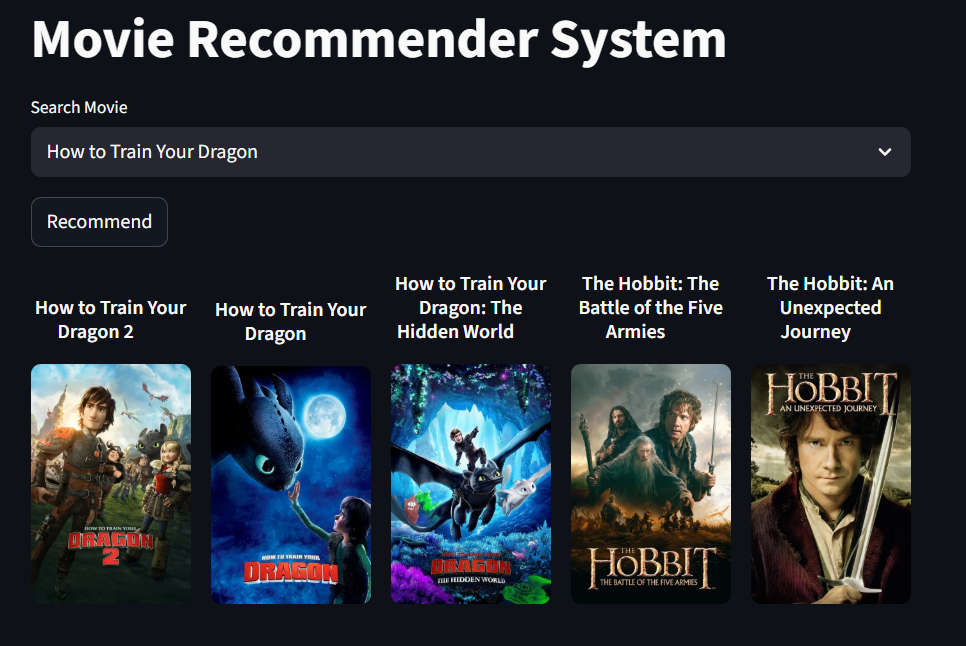 Movie Recommender System
Search Movie
How to Train Your Dragon
Recommend
How to Train Your
Dragon 2
How to Train Your
Dragon
How to Train Your
Dragon: The
Hidden World
The Hobbit: The
Battle of the Five
Armies
The Hobbit: An
Unexpected
Journey
HOW TO TRAIN YOUR
DRAGON
2
HOW TO TRAIN YOUR
DRAGON
HOW TO TRAIN YOUR
DRAGON
THE HIDDEN WORLD
THE
HOBBIT
THE BATTLE OF THE FIVE ARMIES
THE
HOBBIT
AN UNEXPECTED JOURNEY